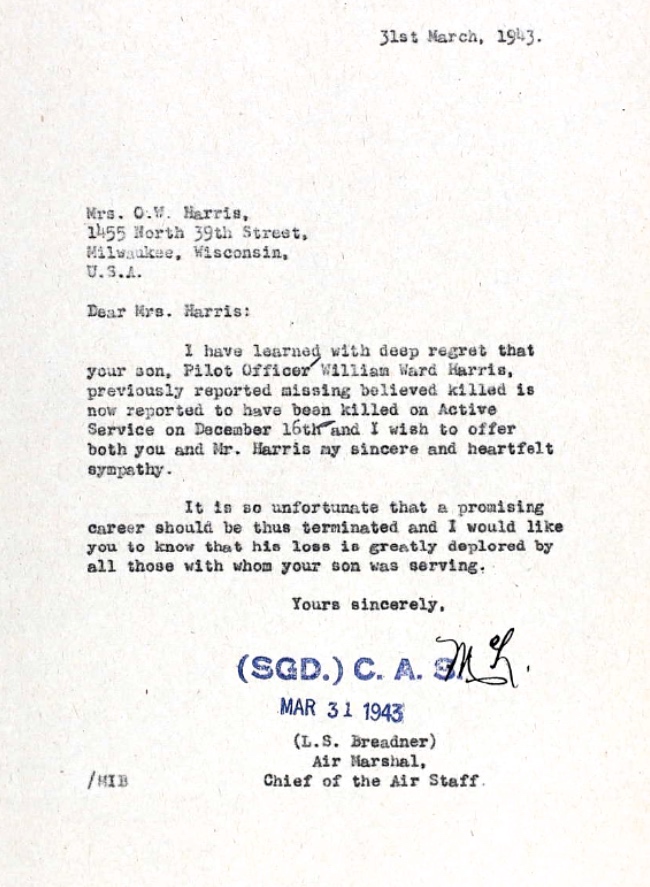 31st March, 1943.
Mrs. O.W. Harris,
1455 North 39th Street,
Milwaukee, Wisconsin,
U.S.A.
Dear Mrs. Harris:
I have learned with deep regret that
your son, Pilot Officer William Ward Harris,
previously reported missing believed killed is
now reported to have been killed on Active
Service on December 16th and I wish to offer
both you and Mr. Harris my sincere and heartfelt
sympathy.
It is so unfortunate that a promising
career should be thus terminated and I would like
you to know that his loss is greatly deplored by
all those with whom your son was serving.
Yours sincerely,
(SGD.) C. A. S.
MAR 31 1943
(L.S. Breadner)
Air Marshal,
/MIB Chief of the Air Staff.